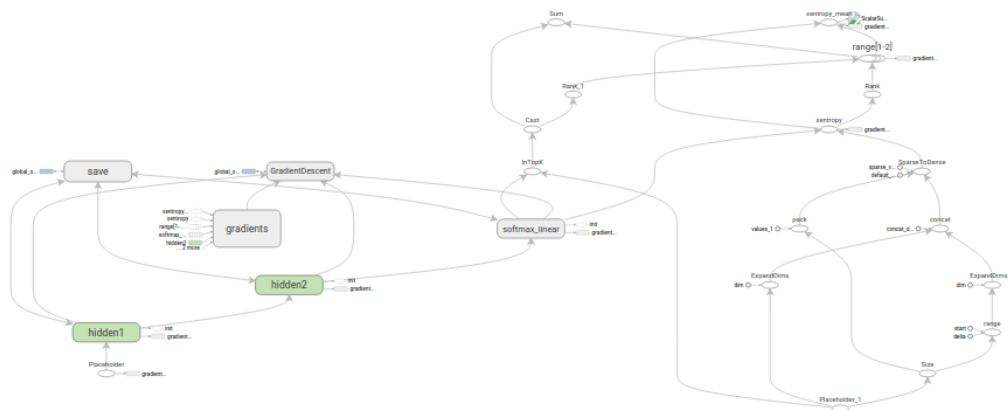 Sum
xentropy_mean
ScalarSu...
gradient...
range[1-2]
gradient...
Rank_1
Rank
Cast
xentropy
gradient...
InTopK
SparseToDense
sparse_v...
default_...
global_s...
save
global_s...
GradientDescent
xentropy...
xentropy
range[1-...
softmax_...
hidden2
... 2 more
gradients
softmax_linear
init
gradient...
pack
values_1
concat
concat_d...
hidden2
init
gradient...
ExpandDims
dim
ExpandDims
dim
hidden1
init
gradient...
range
start
delta
Placeholder
gradient...
Size
Placeholder_1